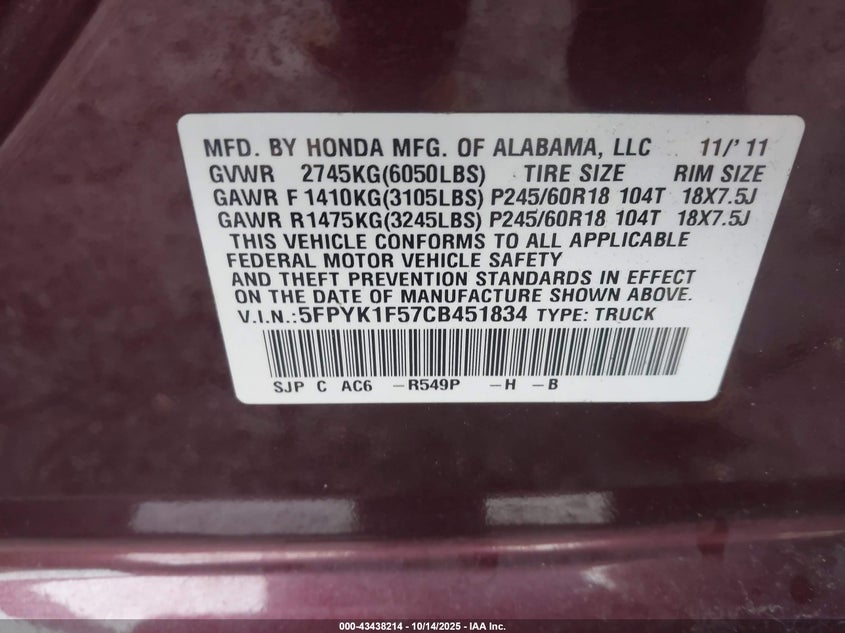 MFD. BY HONDA MFG. OF ALABAMA, LLC 11/' 11
GVWR 2745KG(6050LBS) TIRE SIZE RIM SIZE
GAWR F 1410KG(3105LBS) P245/60R18 104T 18X7.5J
GAWR R1475KG(3245LBS) P245/60R18 104T 18X7.5J
THIS VEHICLE CONFORMS TO ALL APPLICABLE
FEDERAL MOTOR VEHICLE SAFETY
AND THEFT PREVENTION STANDARDS IN EFFECT
ON THE DATE OF MANUFACTURE SHOWN ABOVE.
V.I.N.:5FPYK1F57CB451834 TYPE: TRUCK
SJP C AC6 -R549P -H -B
000-43438214 - 10/14/2025 - IAA Inc.